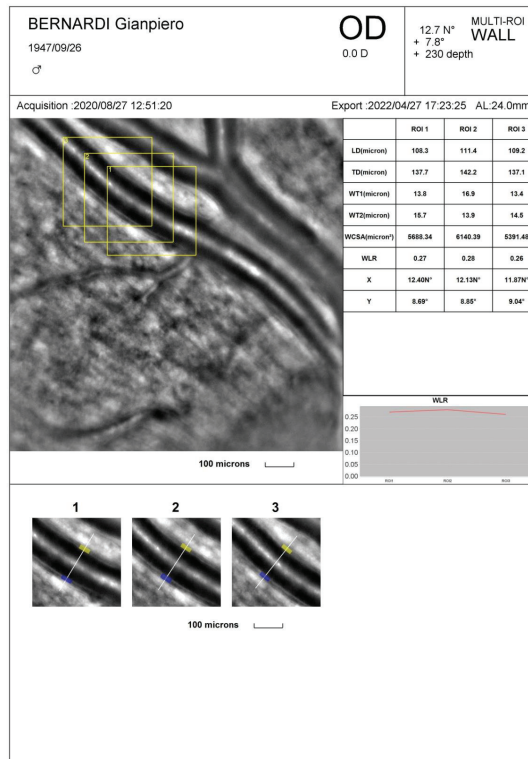 BERNARDI Gianpiero
1947/09/26
♂
OD
0.0 D
12.7 N°
+ 7.8°
+ 230 depth
MULTI-ROI
WALL
Acquisition :2020/08/27 12:51:20
Export :2022/04/27 17:23:25 AL:24.0mm
ROI 1 ROI 2 ROI 3
LD(micron) 108.3 111.4 109.2
TD(micron) 137.7 142.2 137.1
WT1(micron) 13.8 16.9 13.4
WT2(micron) 15.7 13.9 14.5
WCSA(micron²) 5688.34 6140.39 5391.48
WLR 0.27 0.28 0.26
X 12.40N° 12.13N° 11.87N°
Y 8.69° 8.85° 9.04°
3
2
1
WLR
0.25
0.20
0.15
0.10
0.05
0.00
ROI1 ROI2 ROI3
100 microns
1 2 3
100 microns